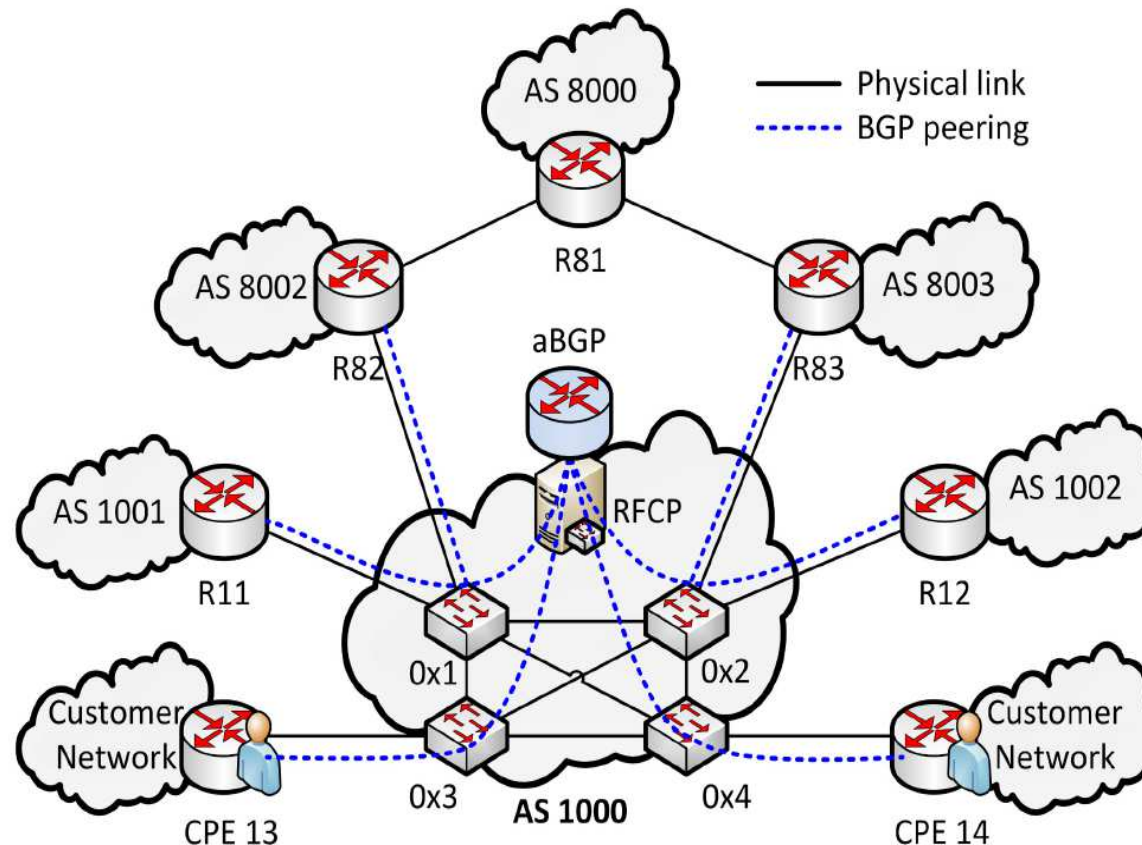 AS 8000
Physical link
BGP peering
R81
AS 8002
AS 8003
R82
aBGP
R83
AS 1001
RFCP
AS 1002
R11
R12
0x1
0x2
Customer
Network
Customer
Network
0x3
AS 1000
0x4
CPE 13
CPE 14